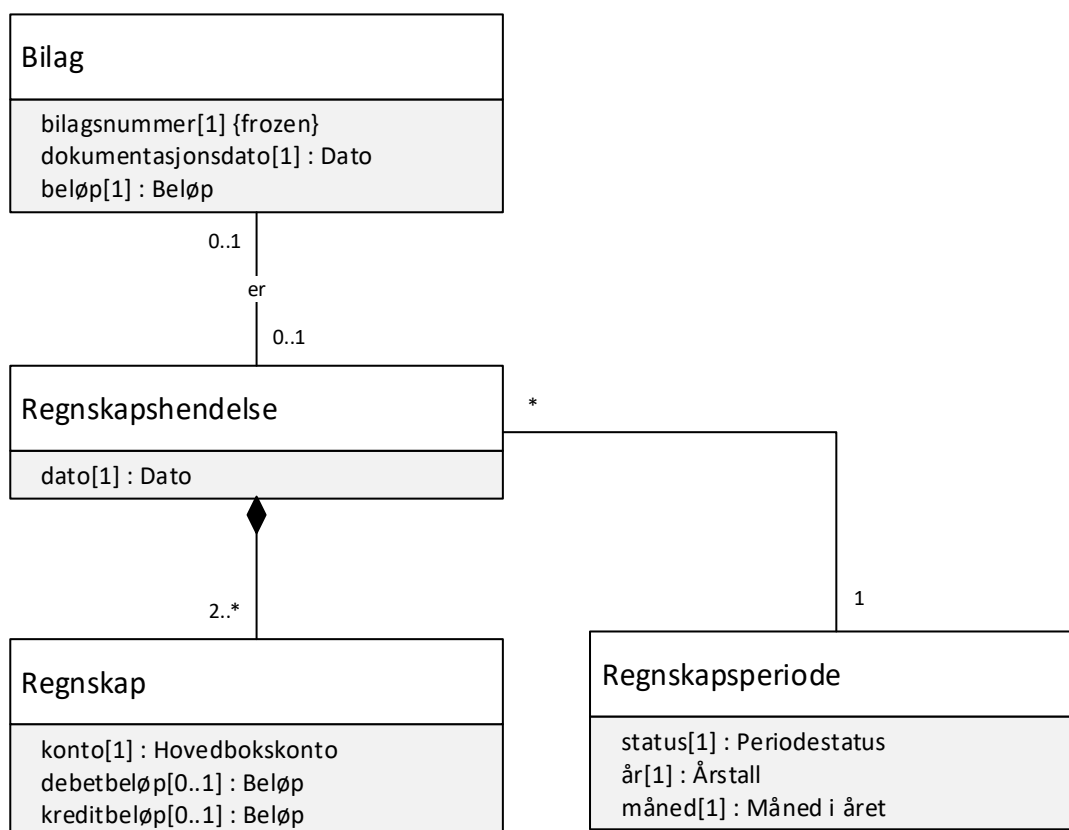 Bilag
bilagsnummer[1] {frozen}
dokumentasjonsdato[1] : Dato
beløp[1] : Beløp
0..1
er
0..1
Regnskapshendelse
dato[1] : Dato
*
1
2..*
Regnskap
konto[1] : Hovedbokskonto
debetbeløp[0..1] : Beløp
kreditbeløp[0..1] : Beløp
Regnskapsperiode
status[1] : Periodestatus
år[1] : Årstall
måned[1] : Måned i året